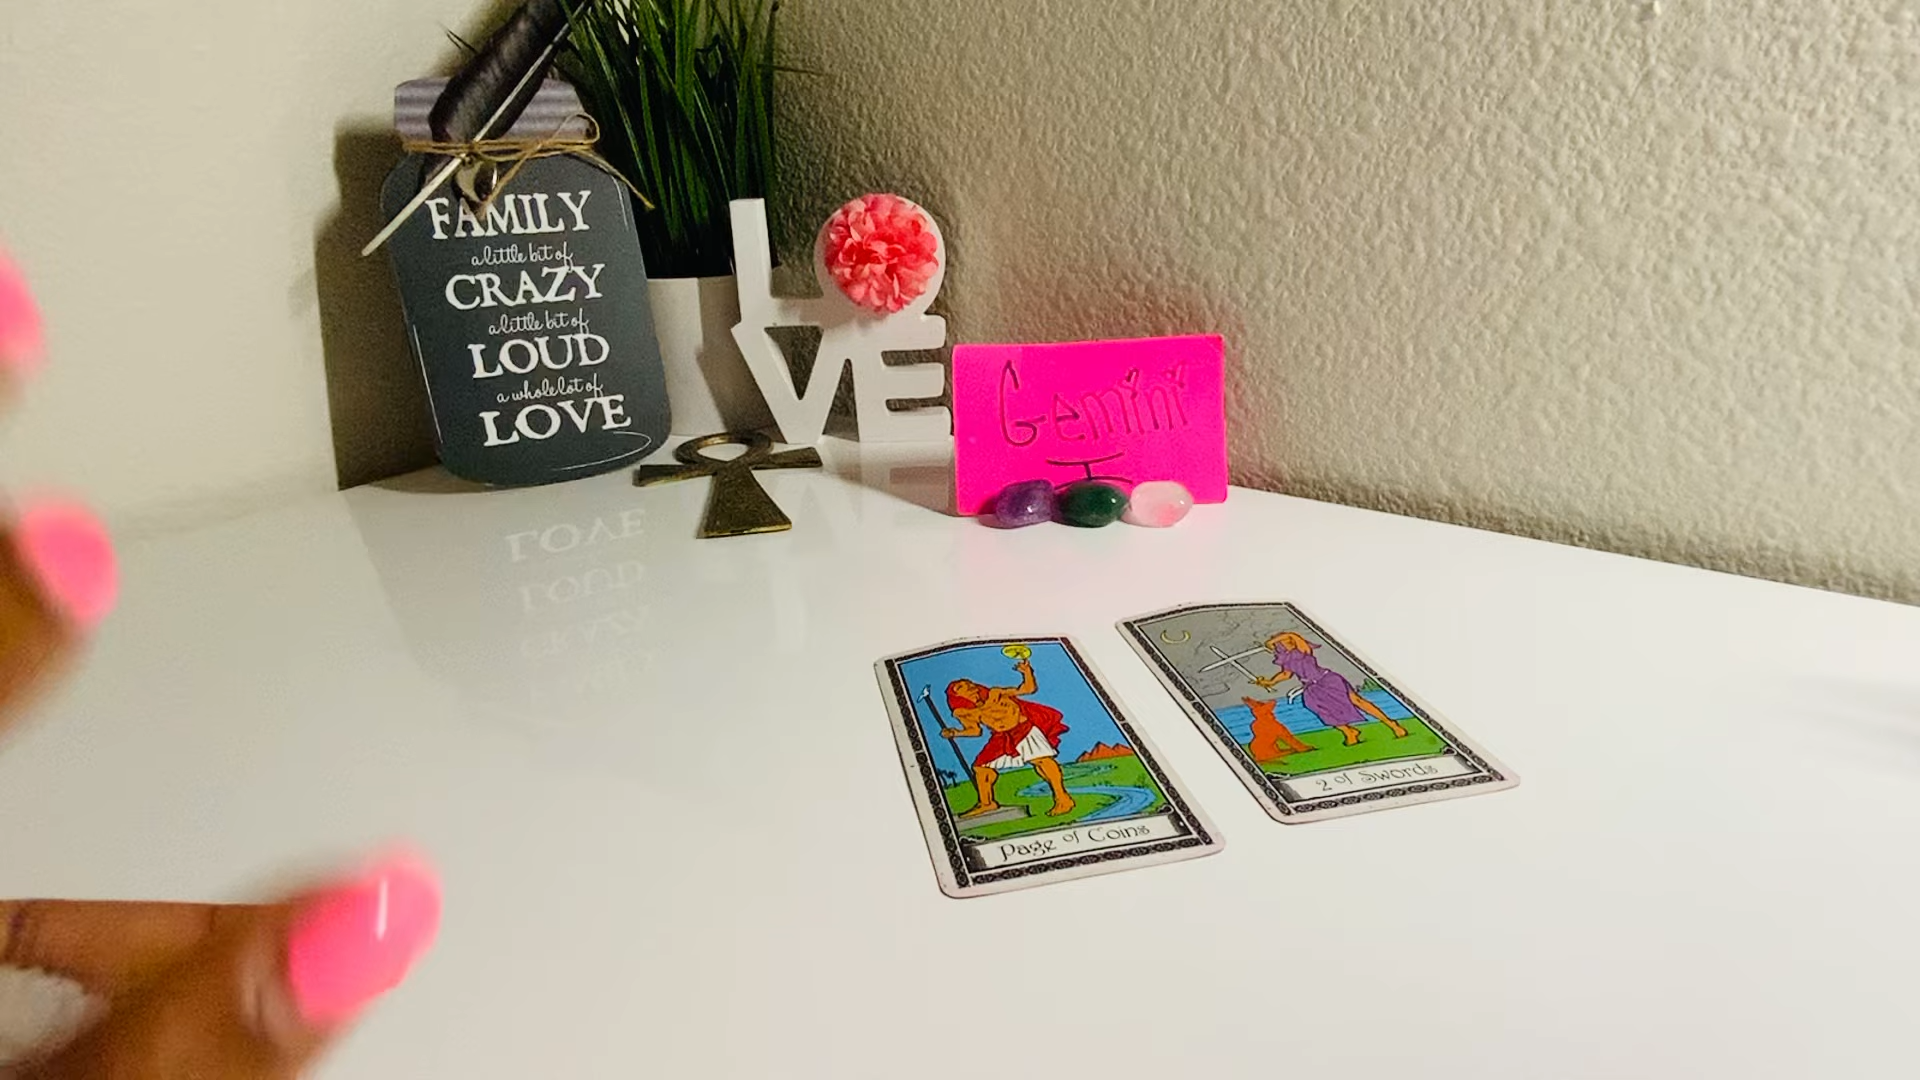 FAMILY
a little bit of
CRAZY
a little bit of
LOUD
a whole lot of
LOVE
LOVE
Gemini
Page of Coins
2 of Swords